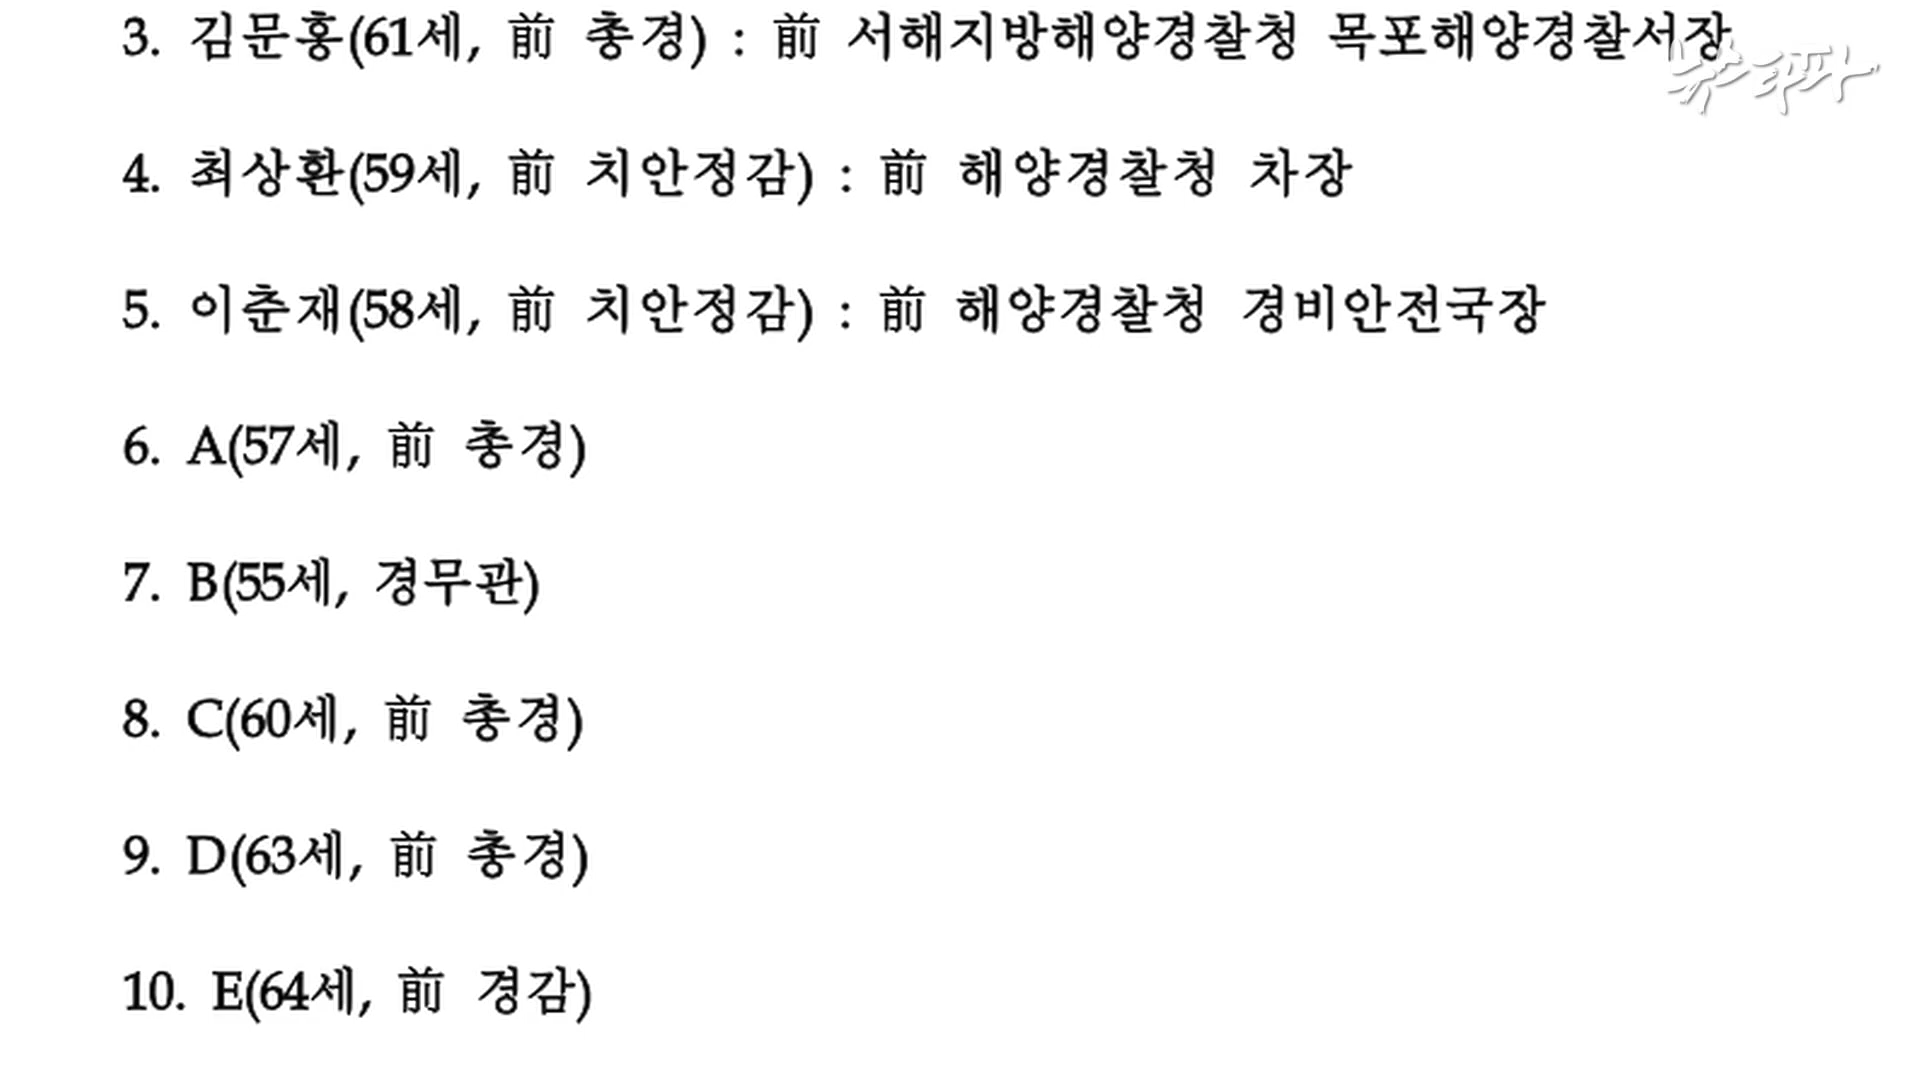 3. 김문홍(61세, 前 총경) : 前 서해지방해양경찰청 목포해양경찰서장
뉴스타파
4. 최상환(59세, 前 치안정감) : 前 해양경찰청 차장
5. 이춘재(58세, 前 치안정감) : 前 해양경찰청 경비안전국장
6. A(57세, 前 총경)
7. B(55세, 경무관)
8. C(60세, 前 총경)
9. D(63세, 前 총경)
10. E(64세, 前 경감)